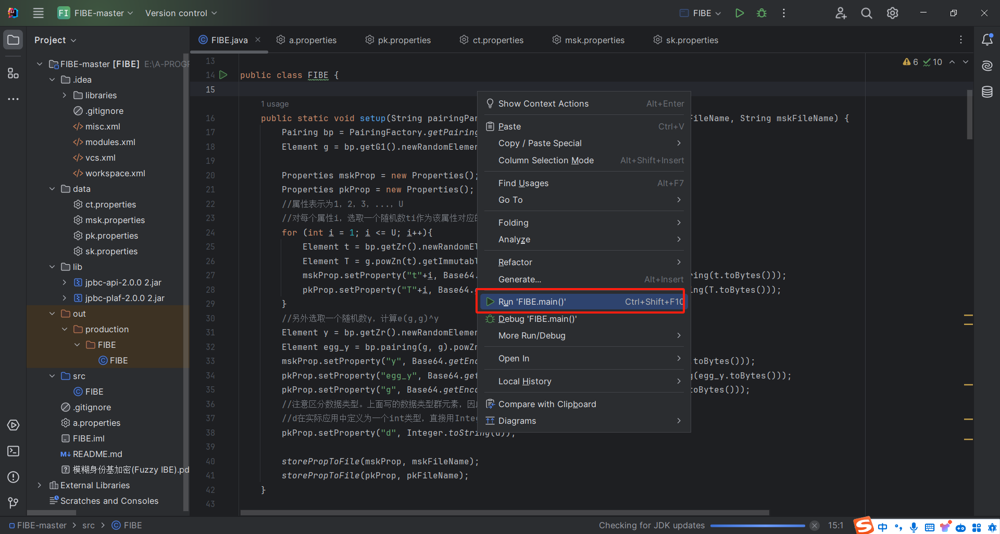 FI FIBE-master Version control FIBE
Project
FIBE.java a.properties pk.properties ct.properties msk.properties sk.properties
FIBE-master [FIBE] E:\A-PROGR
.idea
libraries
.gitignore
misc.xml
modules.xml
vcs.xml
workspace.xml
data
ct.properties
msk.properties
pk.properties
sk.properties
lib
jpbc-api-2.0.0 2.jar
jpbc-plaf-2.0.0 2.jar
out
production
FIBE
FIBE
src
FIBE
.gitignore
a.properties
FIBE.iml
README.md
模糊身份基加密(Fuzzy IBE).pd
External Libraries
Scratches and Consoles
6 10
13
14 public class FIBE {
15
1 usage
16 public static void setup(String pairingPar FileName, String mskFileName) {
17 Pairing bp = PairingFactory.getPairing
18 Element g = bp.getG1().newRandomElemen
19
20 Properties mskProp = new Properties();
21 Properties pkProp = new Properties();
22 //属性表示为1, 2, 3, ..., U
23 //对每个属性i, 选取一个随机数ti作为该属性对应的
24 for (int i = 1; i <= U; i++){
25 Element t = bp.getZr().newRandomEl
26 Element T = g.powZn(t).getImmutabl
27 mskProp.setProperty("t"+i, Base64. ring(t.toBytes()));
28 pkProp.setProperty("T"+i, Base64. ing(T.toBytes()));
29 }
30 //另外选取一个随机数y, 计算e(g,g)^y
31 Element y = bp.getZr().newRandomElemen
32 Element egg_y = bp.pairing(g, g).powZn
33 mskProp.setProperty("y", Base64.getEnc .toBytes()));
34 pkProp.setProperty("egg_y", Base64.get g(egg_y.toBytes()));
35 pkProp.setProperty("g", Base64.getEnco toBytes()));
36 //注意区分数据类型。上面写的数据类型群元素, 因
37 //d在实际应用中定义为一个int类型, 直接用Integ
38 pkProp.setProperty("d", Integer.toString(d));
39
40 storePropToFile(mskProp, mskFileName);
41 storePropToFile(pkProp, pkFileName);
42 }
43
Show Context Actions Alt+Enter
Paste Ctrl+V
Copy / Paste Special
Column Selection Mode Alt+Shift+Insert
Find Usages Alt+F7
Go To
Folding
Analyze
Refactor
Generate... Alt+Insert
Run 'FIBE.main()' Ctrl+Shift+F10
Debug 'FIBE.main()'
More Run/Debug
Open In
Local History
Compare with Clipboard
Diagrams
FIBE-master > src > FIBE
Checking for JDK updates 15:1
中